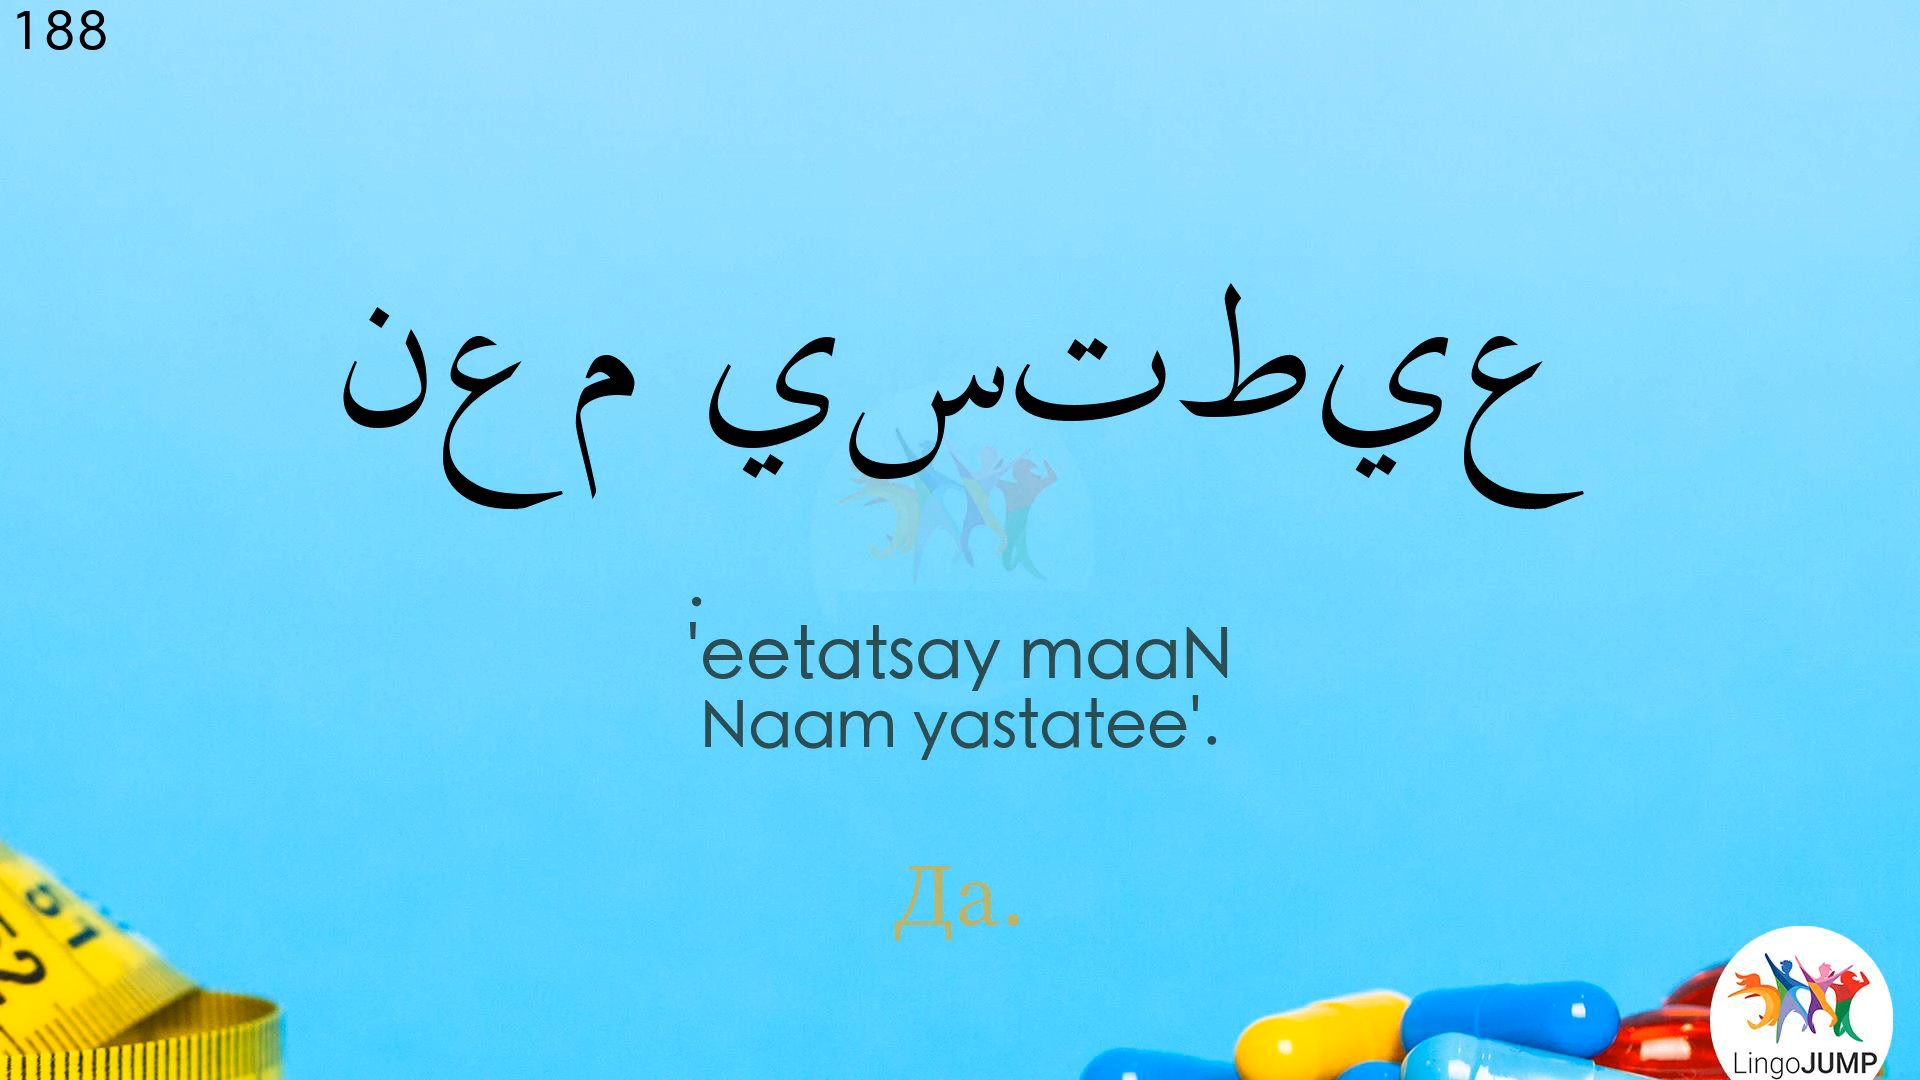 188
نعم يستطيع
.
'eetatsay maaN
Naam yastatee'.
Да.
LingoJUMP